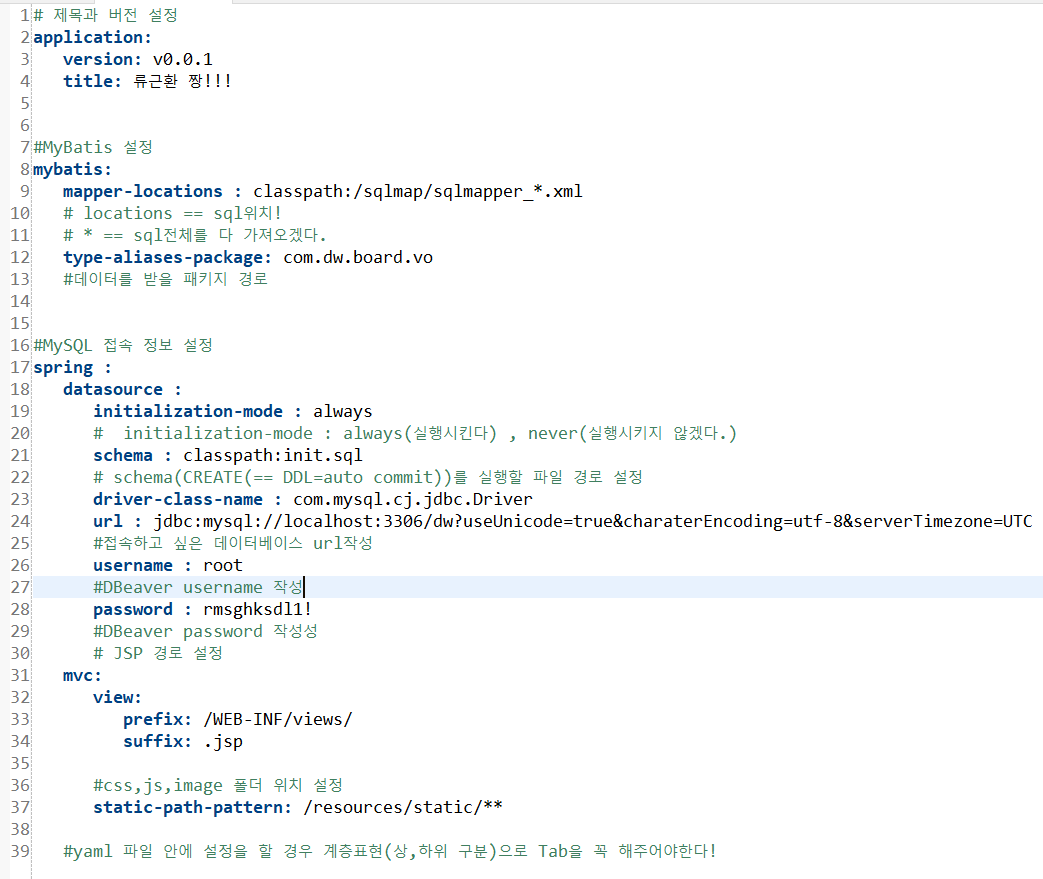 1 # 제목과 버전 설정
2 application:
3 version: v0.0.1
4 title: 류근환 짱!!!
5
6
7 #MyBatis 설정
8 mybatis:
9 mapper-locations : classpath:/sqlmap/sqlmapper_*.xml
10 # locations == sql위치!
11 # * == sql전체를 다 가져오겠다.
12 type-aliases-package: com.dw.board.vo
13 #데이터를 받을 패키지 경로
14
15
16 #MySQL 접속 정보 설정
17 spring :
18 datasource :
19 initialization-mode : always
20 #  initialization-mode : always(실행시킨다) , never(실행시키지 않겠다.)
21 schema : classpath:init.sql
22 # schema(CREATE(== DDL=auto commit))를 실행할 파일 경로 설정
23 driver-class-name : com.mysql.cj.jdbc.Driver
24 url : jdbc:mysql://localhost:3306/dw?useUnicode=true&charaterEncoding=utf-8&serverTimezone=UTC
25 #접속하고 싶은 데이터베이스 url작성
26 username : root
27 #DBeaver username 작성
28 password : rmsghksdl1!
29 #DBeaver password 작성성
30 # JSP 경로 설정
31 mvc:
32 view:
33 prefix: /WEB-INF/views/
34 suffix: .jsp
35
36 #css,js,image 폴더 위치 설정
37 static-path-pattern: /resources/static/**
38
39 #yaml 파일 안에 설정을 할 경우 계층표현(상,하위 구분)으로 Tab을 꼭 해주어야한다!